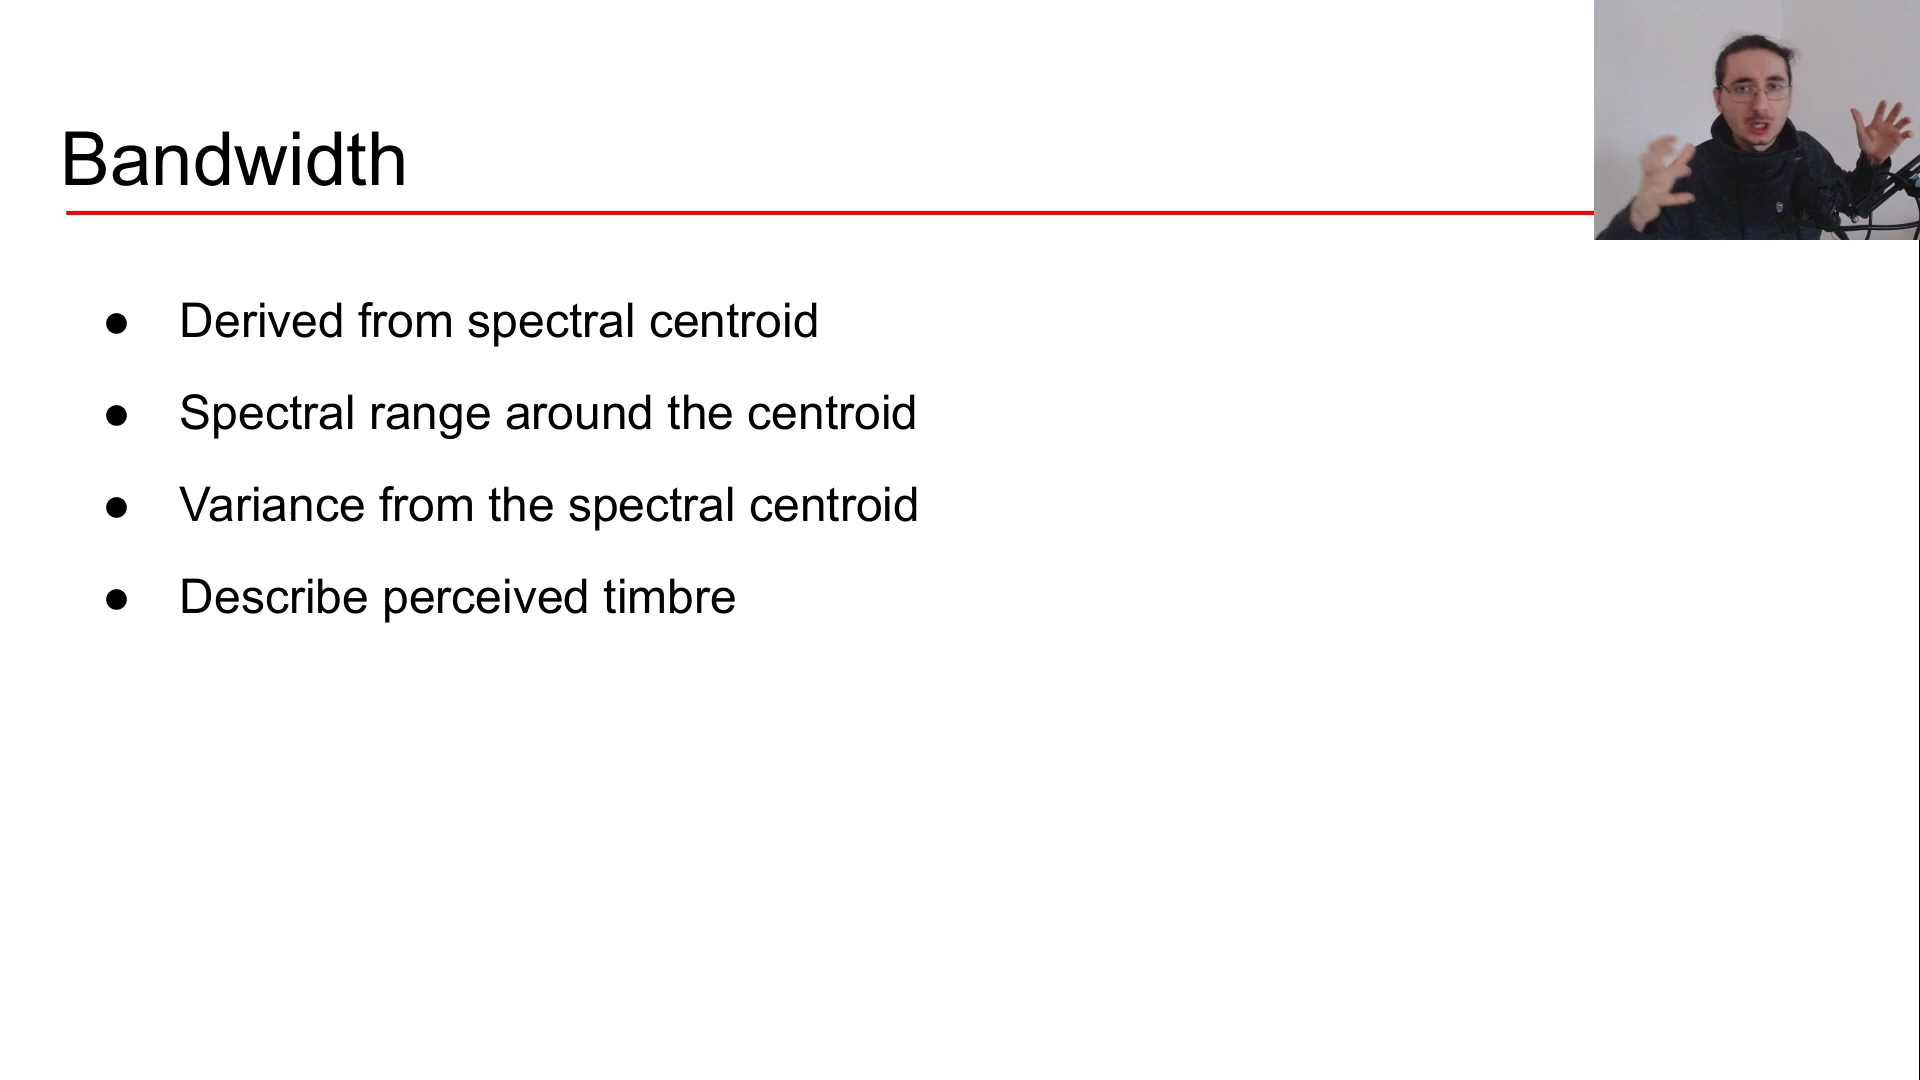 Bandwidth
● Derived from spectral centroid
● Spectral range around the centroid
● Variance from the spectral centroid
● Describe perceived timbre